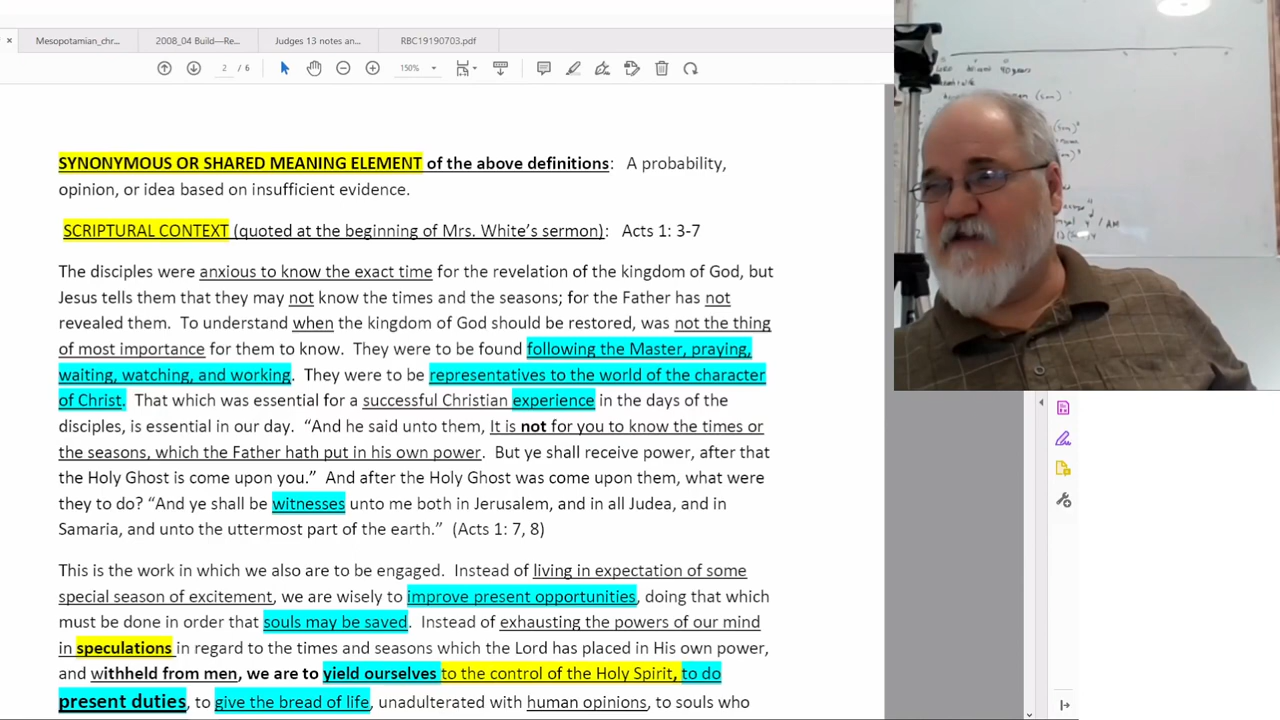 × Mesopotamian_chr... 2008_04 Build—Re... Judges 13 notes an... RBC19190703.pdf
2 / 6 150%
SYNONYMOUS OR SHARED MEANING ELEMENT of the above definitions: A probability,
opinion, or idea based on insufficient evidence.
SCRIPTURAL CONTEXT (quoted at the beginning of Mrs. White's sermon): Acts 1: 3-7
The disciples were anxious to know the exact time for the revelation of the kingdom of God, but
Jesus tells them that they may not know the times and the seasons; for the Father has not
revealed them. To understand when the kingdom of God should be restored, was not the thing
of most importance for them to know. They were to be found following the Master, praying,
waiting, watching, and working. They were to be representatives to the world of the character
of Christ. That which was essential for a successful Christian experience in the days of the
disciples, is essential in our day. “And he said unto them, It is not for you to know the times or
the seasons, which the Father hath put in his own power. But ye shall receive power, after that
the Holy Ghost is come upon you.” And after the Holy Ghost was come upon them, what were
they to do? “And ye shall be witnesses unto me both in Jerusalem, and in all Judea, and in
Samaria, and unto the uttermost part of the earth.” (Acts 1: 7, 8)
This is the work in which we also are to be engaged. Instead of living in expectation of some
special season of excitement, we are wisely to improve present opportunities, doing that which
must be done in order that souls may be saved. Instead of exhausting the powers of our mind
in speculations in regard to the times and seasons which the Lord has placed in His own power,
and withheld from men, we are to yield ourselves to the control of the Holy Spirit, to do
present duties, to give the bread of life, unadulterated with human opinions, to souls who
40 years